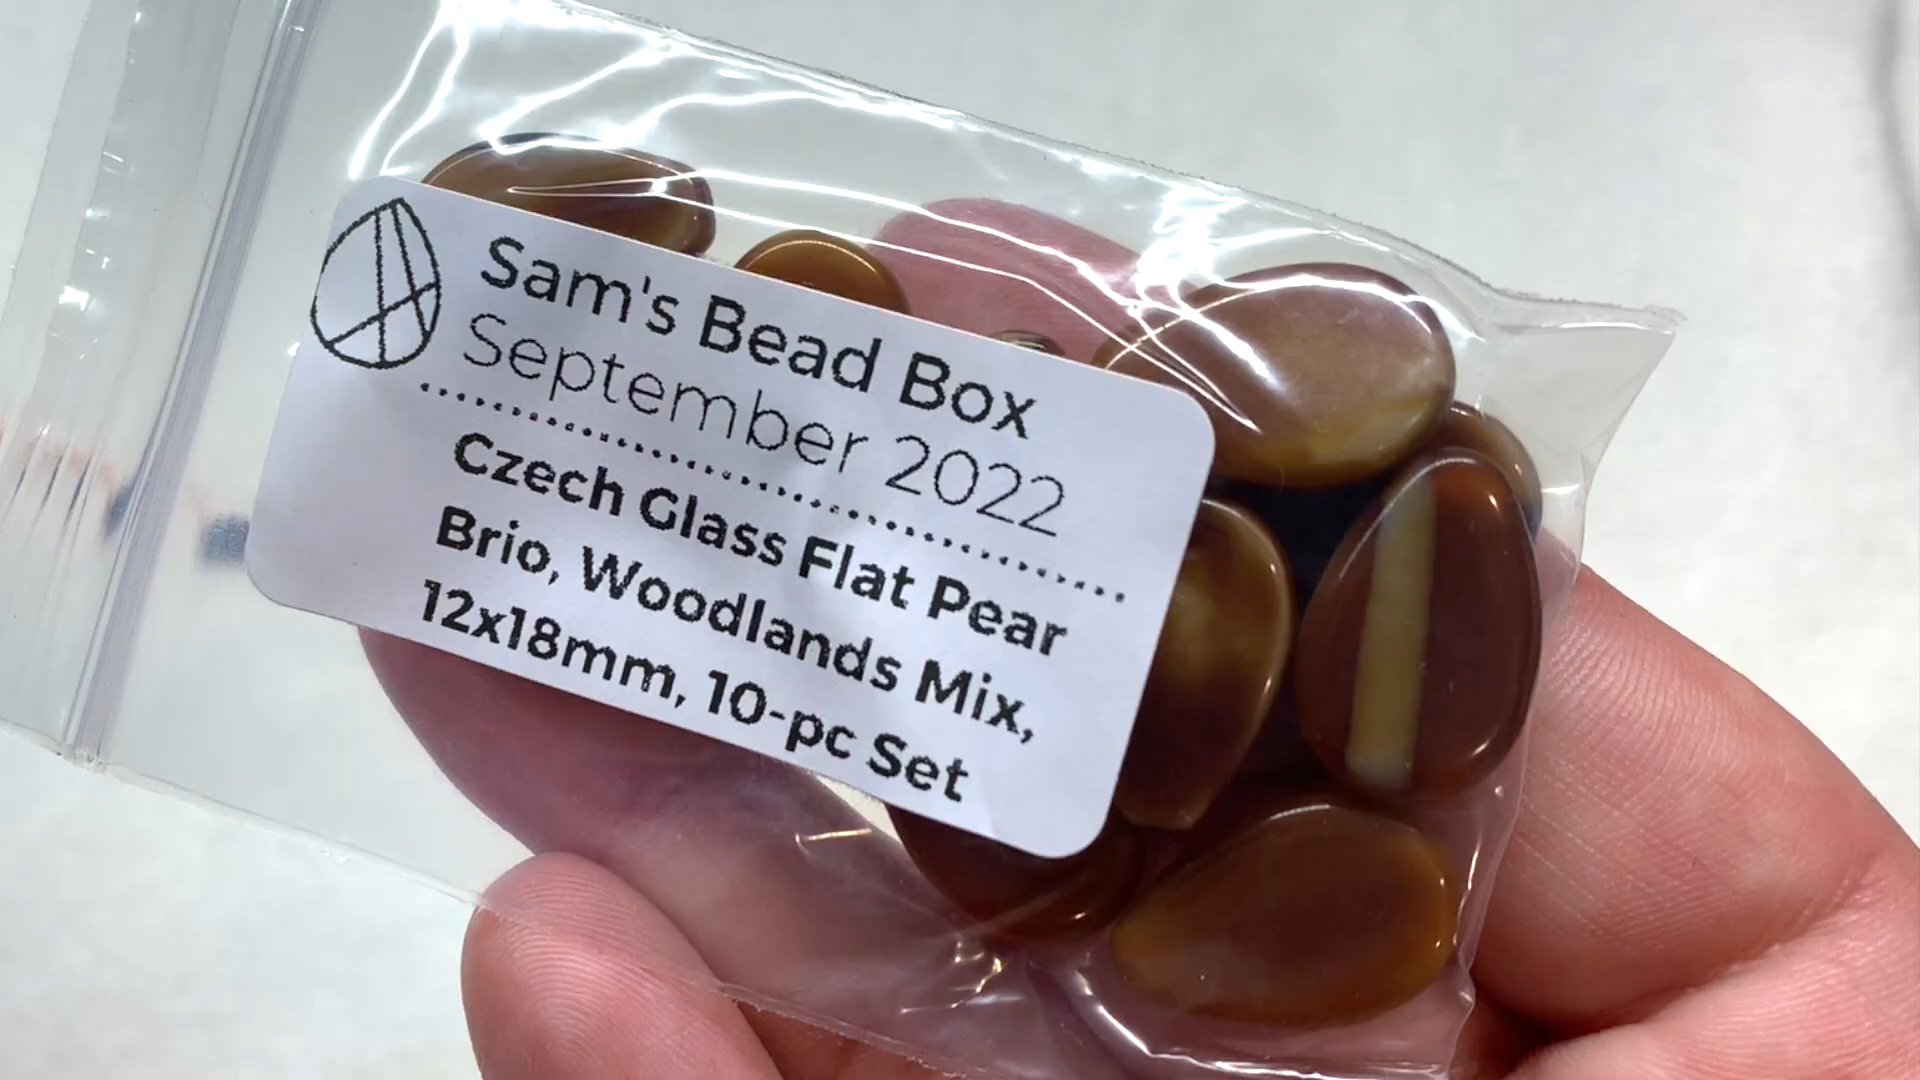 Sam's Bead Box
September 2022
Czech Glass Flat Pear
Brio, Woodlands Mix,
12x18mm, 10-pc Set